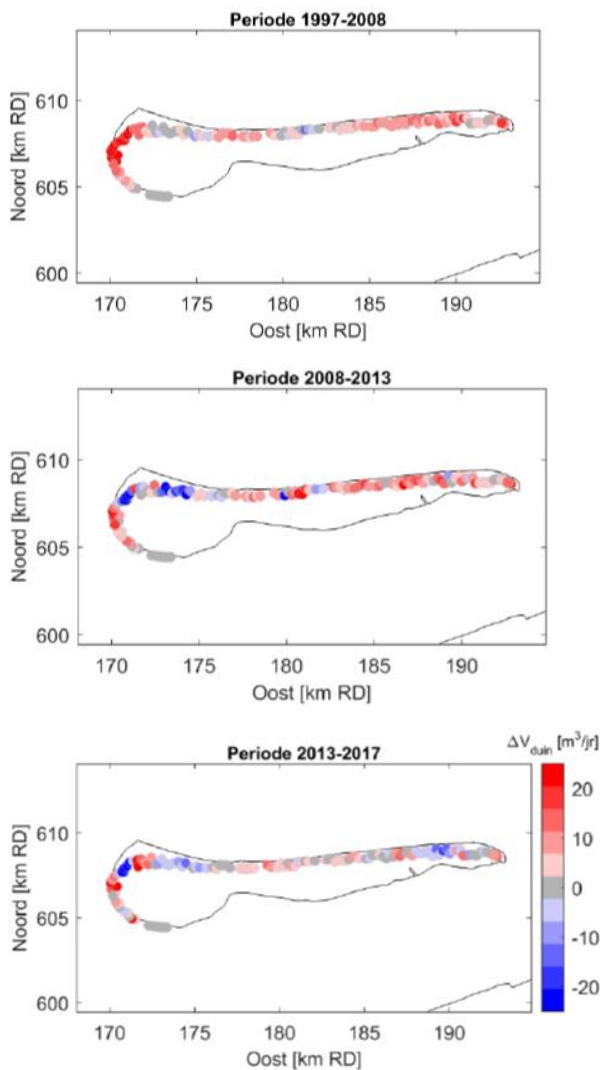 Periode 1997-2008
610
605
600
Noord [km RD]
170 175 180 185 190
Oost [km RD]
Periode 2008-2013
610
605
600
Noord [km RD]
170 175 180 185 190
Oost [km RD]
ΔV_duin [m³/jr]
Periode 2013-2017
610
605
600
Noord [km RD]
170 175 180 185 190
Oost [km RD]
20
10
0
-10
-20